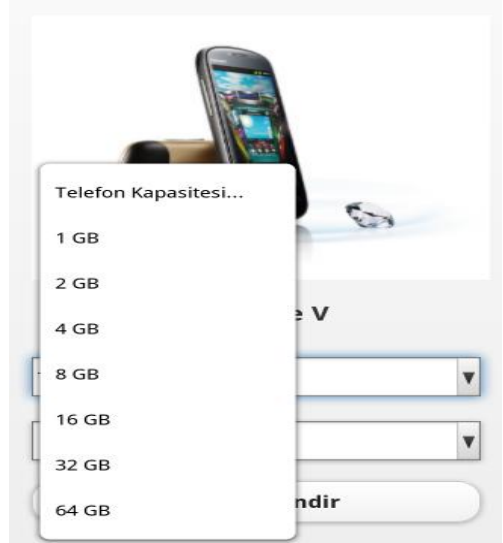 Telefon Kapasitesi...
1 GB
2 GB
e V
4 GB
8 GB
16 GB
32 GB
ndir
64 GB